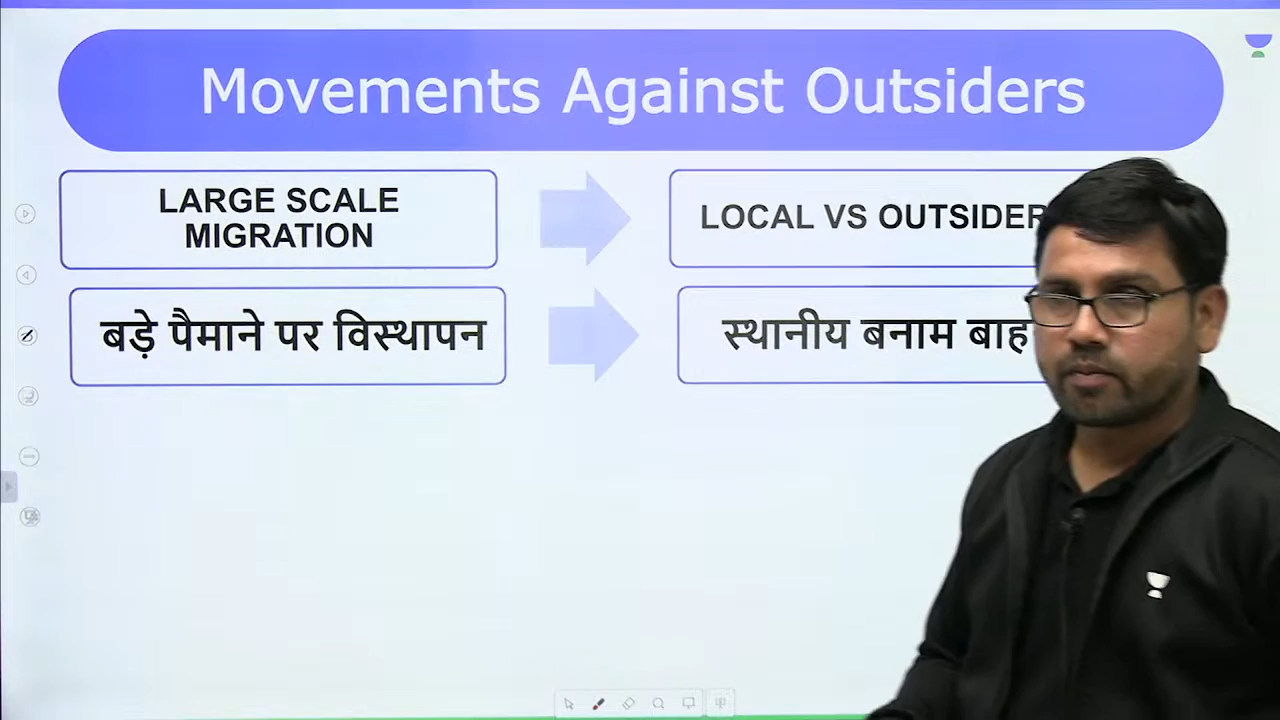 Movements Against Outsiders
LARGE SCALE
MIGRATION
LOCAL VS OUTSIDER
बड़े पैमाने पर विस्थापन
स्थानीय बनाम